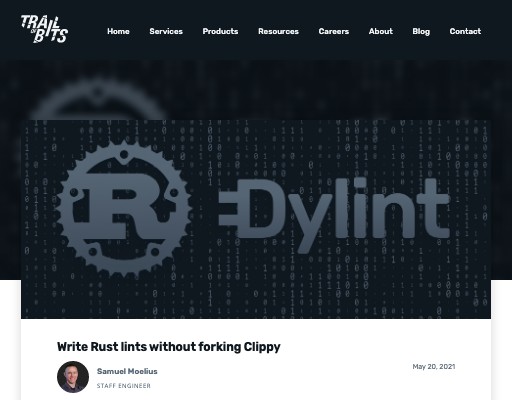 TRAIL
OF
BITS
Home Services Products Resources Careers About Blog Contact
R Dylint
Write Rust lints without forking Clippy
Samuel Moelius
May 20, 2021
STAFF ENGINEER